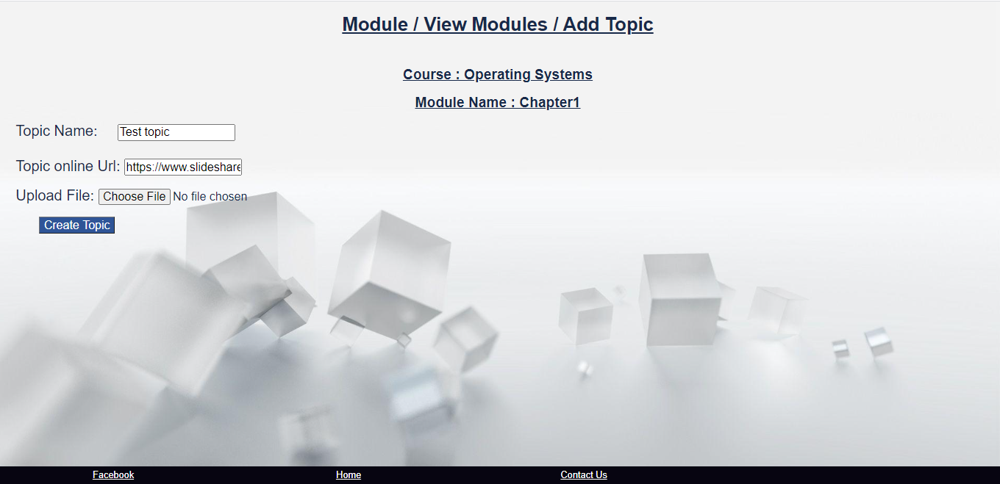 Module / View Modules / Add Topic
Course : Operating Systems
Module Name : Chapter1
Topic Name: Test topic
Topic online Url: https://www.slideshare
Upload File: Choose File No file chosen
Create Topic
Facebook Home Contact Us